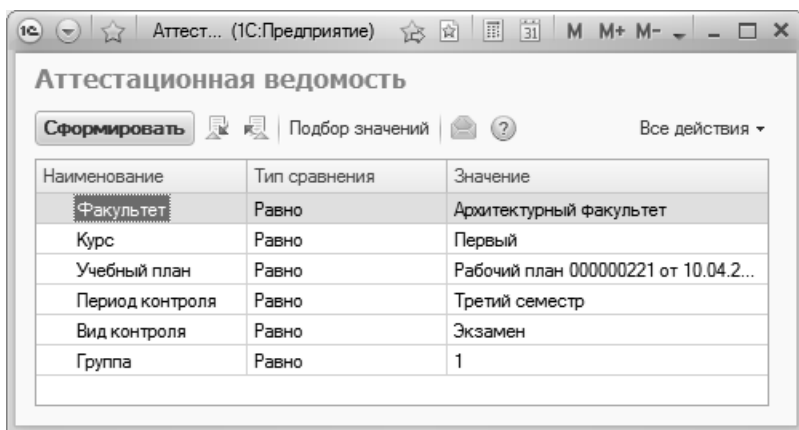 1С Аттест... (1С:Предприятие) 31 M M+ M-
Аттестационная ведомость
Сформировать Подбор значений ? Все действия
Наименование Тип сравнения Значение
Факультет Равно Архитектурный факультет
Курс Равно Первый
Учебный план Равно Рабочий план 000000221 от 10.04.2...
Период контроля Равно Третий семестр
Вид контроля Равно Экзамен
Группа Равно 1